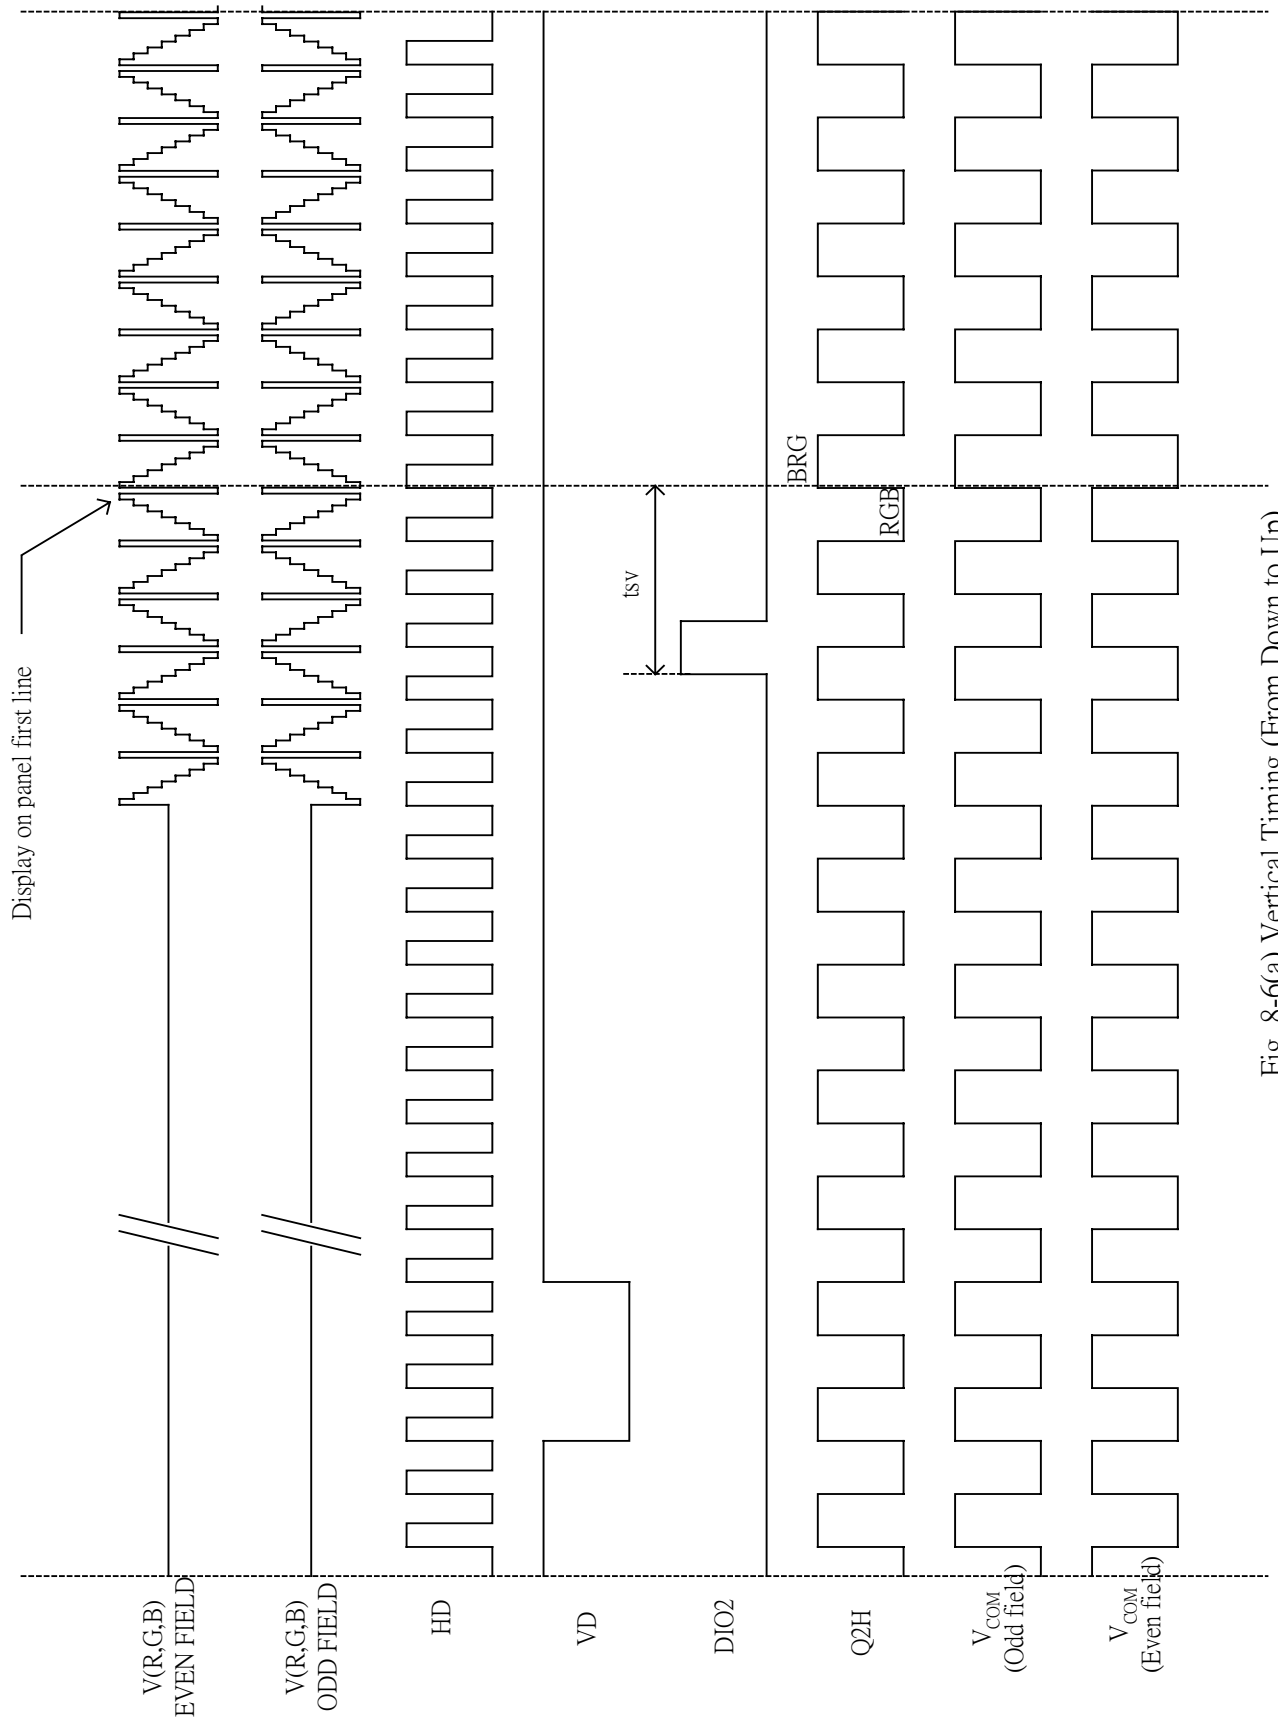 Display on panel first line
V(R,G,B)
EVEN FIELD
V(R,G,B)
ODD FIELD
HD
VD
tsv
DIO2
BRG
RGB
Q2H
VCOM
(Odd field)
VCOM
(Even field)
Fig. 8-6(a) Vertical Timing (From Down to Up)